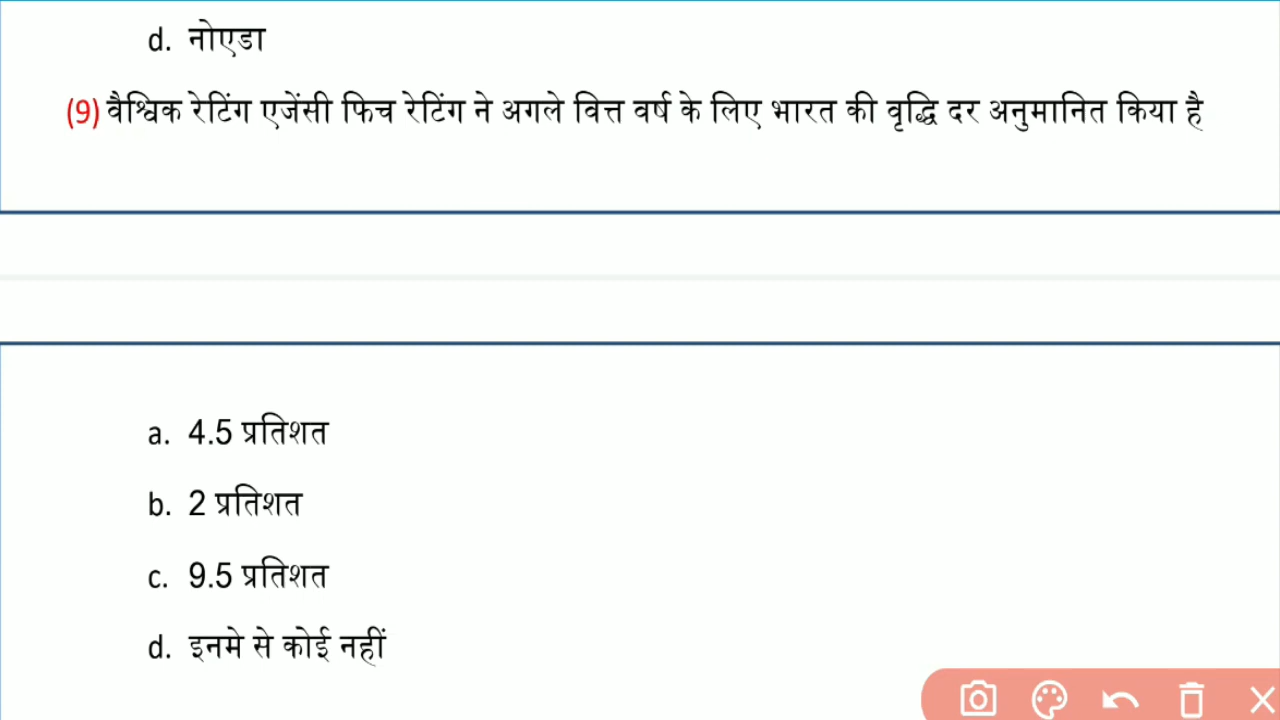 d. नोएडा
(9) वैश्विक रेटिंग एजेंसी फिच रेटिंग ने अगले वित्त वर्ष के लिए भारत की वृद्धि दर अनुमानित किया है
a. 4.5 प्रतिशत
b. 2 प्रतिशत
c. 9.5 प्रतिशत
d. इनमे से कोई नहीं